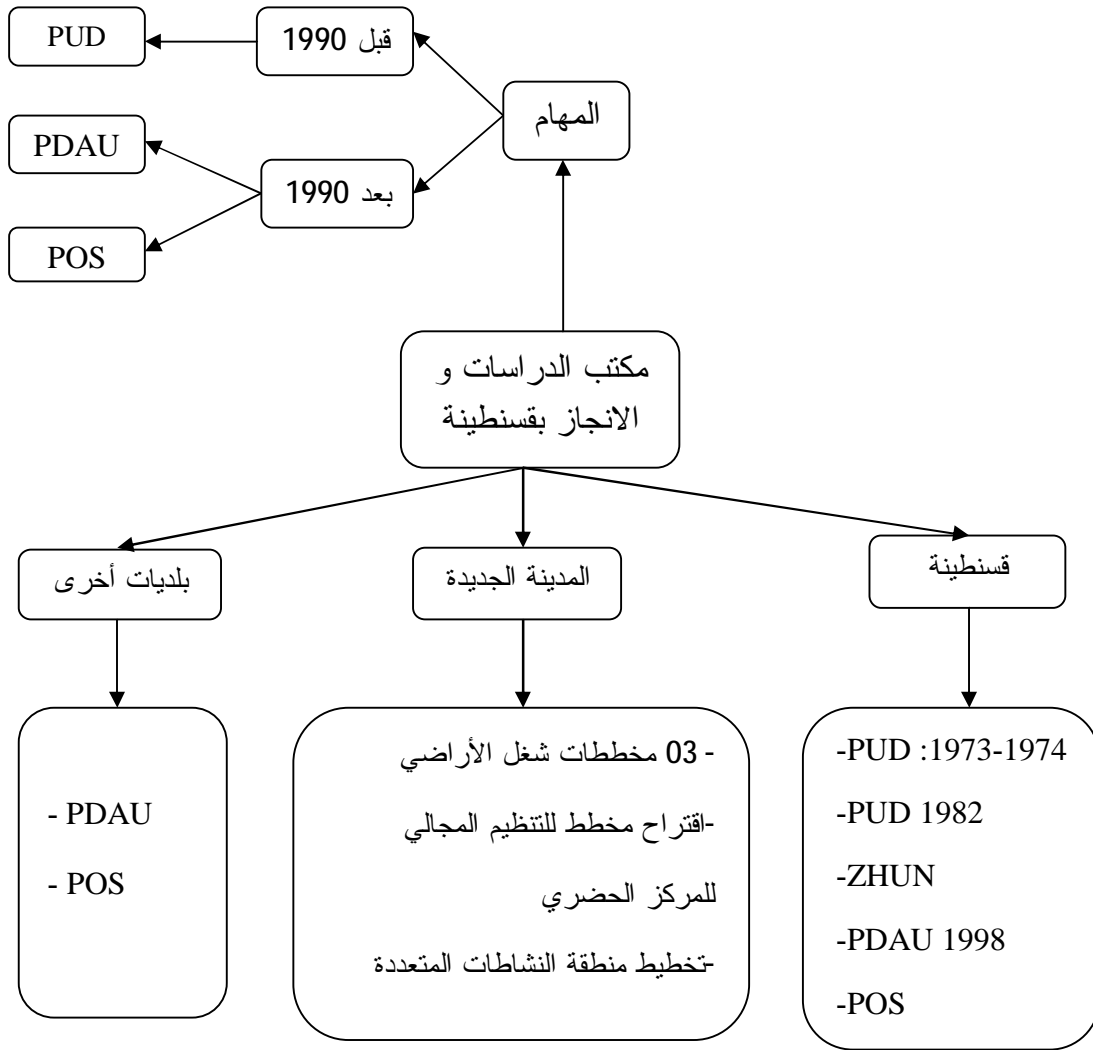 PUD
قبل 1990
المهام
PDAU
بعد 1990
POS
مكتب الدراسات و
الانجاز بقسنطينة
قسنطينة
المدينة الجديدة
بلديات أخرى
-PUD :1973-1974
-PUD 1982
-ZHUN
-PDAU 1998
-POS
- 03 مخططات شغل الأراضي
-اقتراح مخطط للتنظيم المجالي
للمركز الحضري
-تخطيط منطقة النشاطات المتعددة
- PDAU
- POS